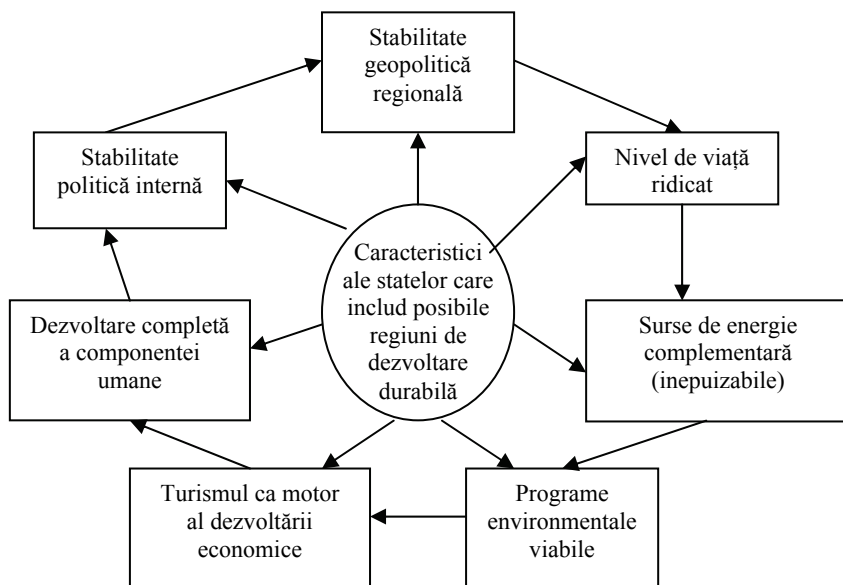 Stabilitate
geopolitică
regională
Stabilitate
politică internă
Nivel de viață
ridicat
Caracteristici
ale statelor care
includ posibile
regiuni de
dezvoltare
durabilă
Dezvoltare completă
a componentei
umane
Surse de energie
complementară
(inepuizabile)
Turismul ca motor
al dezvoltării
economice
Programe
environmentale
viabile